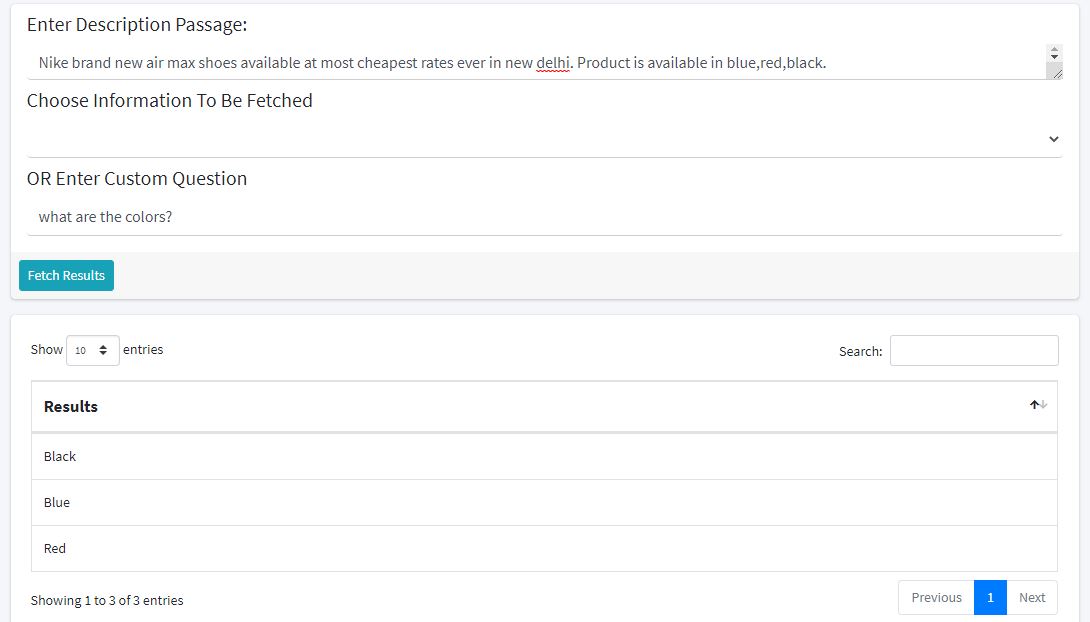 Enter Description Passage:
Nike brand new air max shoes available at most cheapest rates ever in new delhi. Product is available in blue,red,black.
Choose Information To Be Fetched
OR Enter Custom Question
what are the colors?
Fetch Results
Show 10 entries
Search:
Results
Black
Blue
Red
Showing 1 to 3 of 3 entries
Previous 1 Next